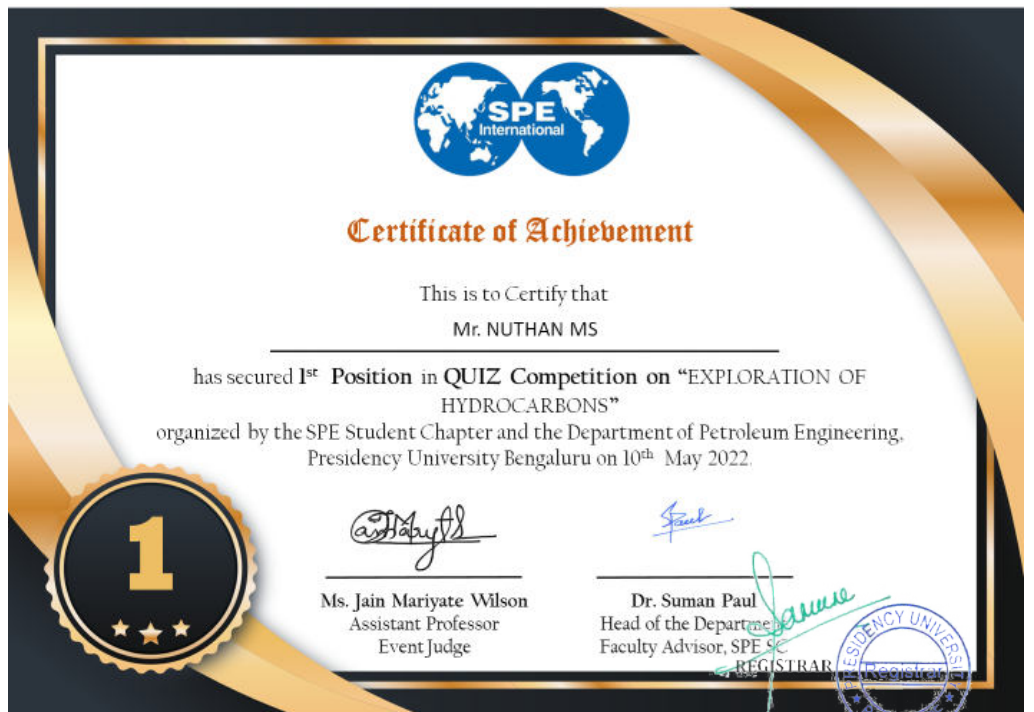 SPE
International
Certificate of Achievement
This is to Certify that
Mr. NUTHAN MS
has secured 1st Position in QUIZ Competition on “EXPLORATION OF
HYDROCARBONS”
organized by the SPE Student Chapter and the Department of Petroleum Engineering,
Presidency University Bengaluru on 10th May 2022.
1
Ms. Jain Mariyate Wilson
Assistant Professor
Event Judge
Dr. Suman Paul
Head of the Department
Faculty Advisor, SPE SC
REGISTRAR
PRESIDENCY UNIVERSITY
Registrar